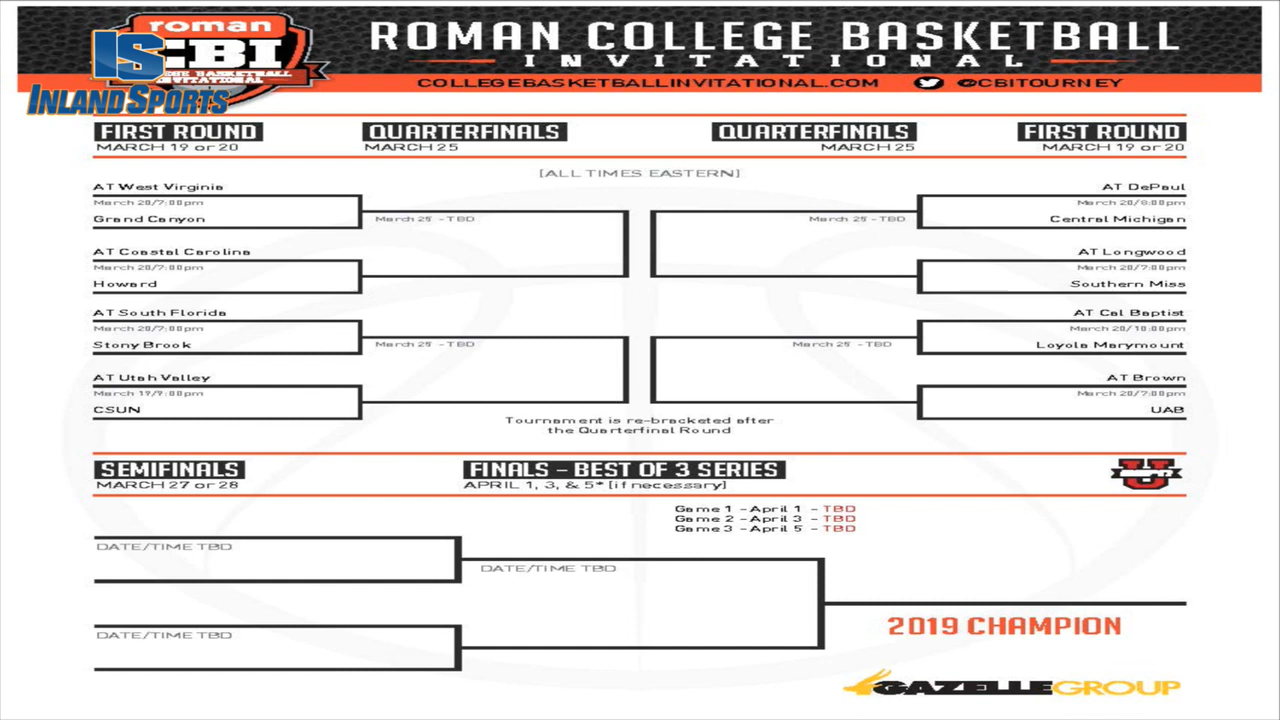 roman
CBI
COLLEGE BASKETBALL
INVITATIONAL
IS
INLAND SPORTS
ROMAN COLLEGE BASKETBALL
INVITATIONAL
COLLEGEBASKETBALLINVITATIONAL.COM @CBITOURNEY
FIRST ROUND
MARCH 19 or 20
QUARTERFINALS
MARCH 25
QUARTERFINALS
MARCH 25
FIRST ROUND
MARCH 19 or 20
[ALL TIMES EASTERN]
AT West Virginia
March 20/7:00pm
Grand Canyon
March 25 - TBD
AT Coastal Carolina
March 20/7:00pm
Howard
AT South Florida
March 20/7:00pm
Stony Brook
March 25 - TBD
AT Utah Valley
March 19/9:00pm
CSUN
AT DePaul
March 20/8:00pm
Central Michigan
March 25 - TBD
AT Longwood
March 20/7:00pm
Southern Miss
AT Cal Baptist
March 20/10:00pm
Loyola Marymount
March 25 - TBD
AT Brown
March 20/7:00pm
UAB
Tournament is re-bracketed after
the Quarterfinal Round
SEMIFINALS
MARCH 27 or 28
FINALS - BEST OF 3 SERIES
APRIL 1, 3, & 5* [if necessary]
U
Game 1 - April 1 - TBD
Game 2 - April 3 - TBD
Game 3 - April 5 - TBD
DATE/TIME TBD
DATE/TIME TBD
DATE/TIME TBD
2019 CHAMPION
GAZELLEGROUP